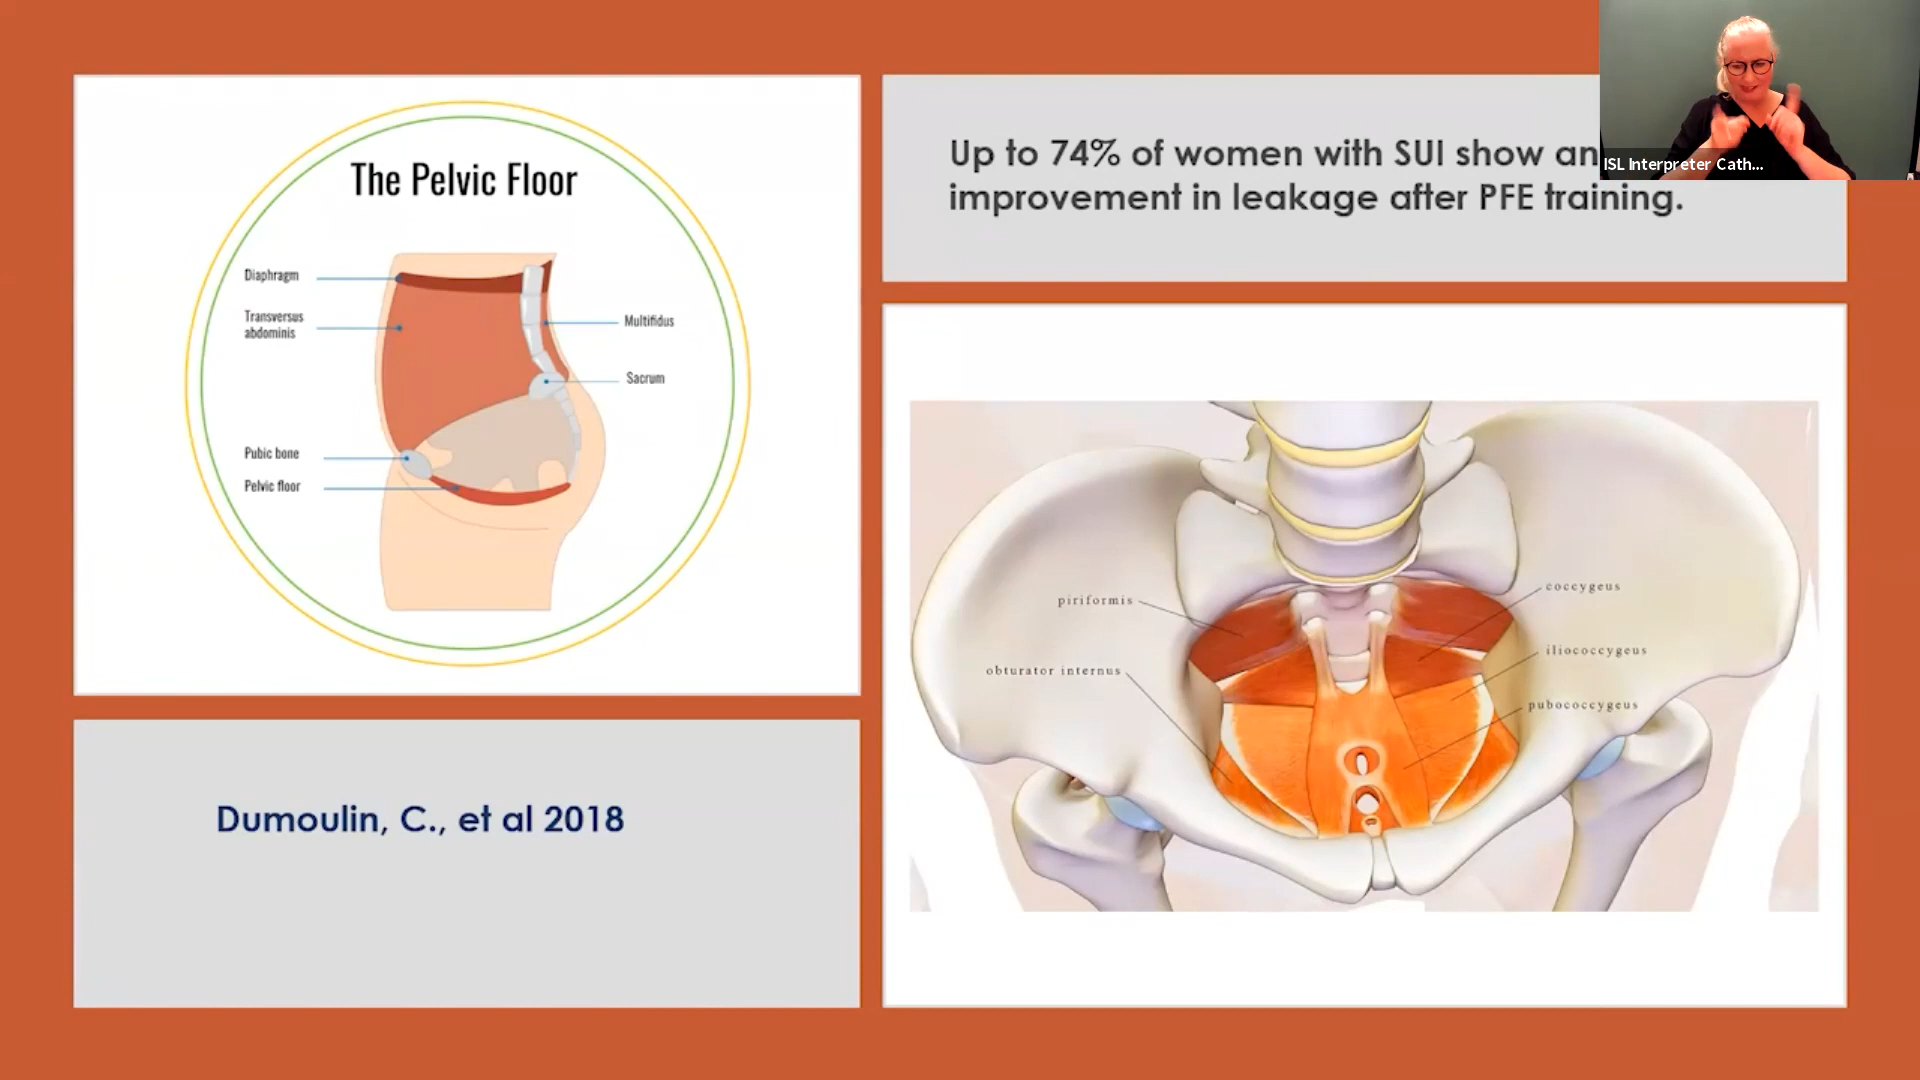 The Pelvic Floor
Diaphragm
Transversus
abdominis
Multifidus
Sacrum
Pubic bone
Pelvic floor
Dumoulin, C., et al 2018
Up to 74% of women with SUI show an
improvement in leakage after PFE training.
ISL Interpreter Cath...
piriformis
obturator internus
coccygeus
iliococcygeus
pubococcygeus